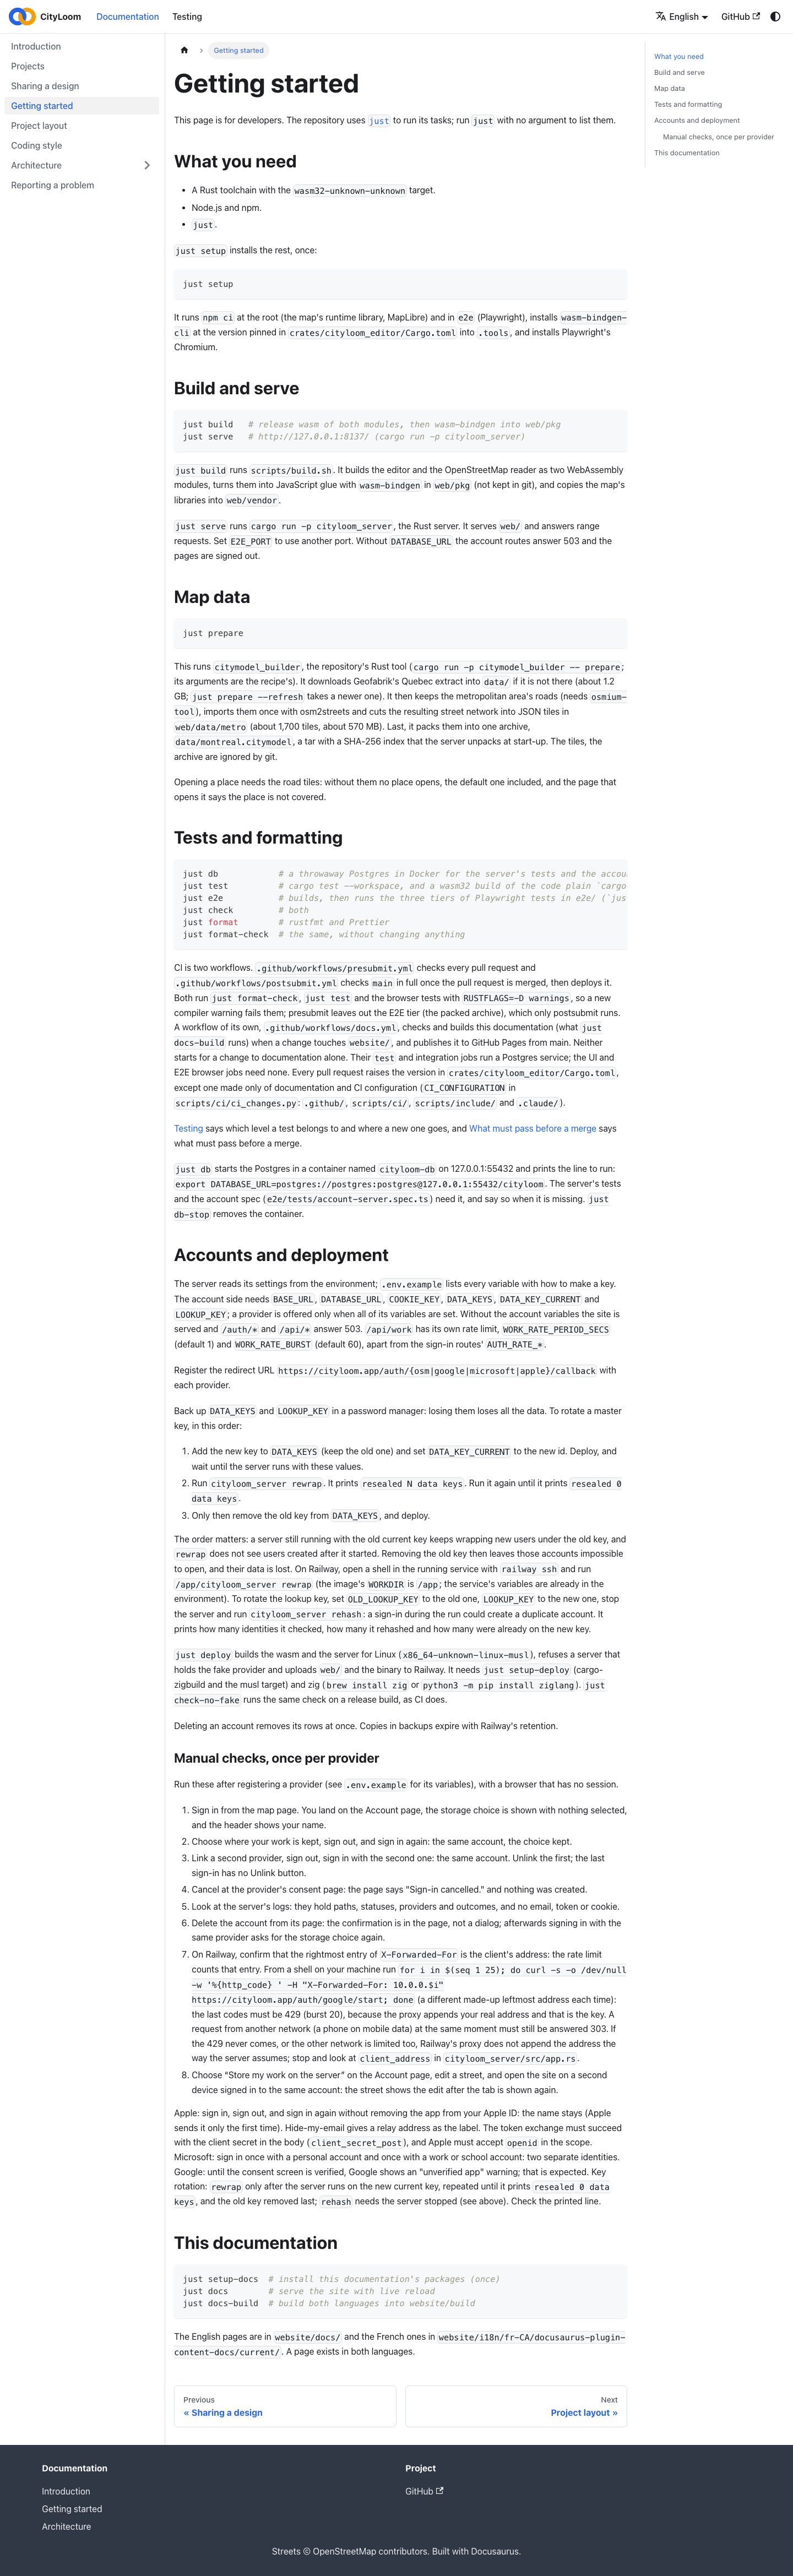 CityLoom Documentation Testing English GitHub
Introduction
Projects
Sharing a design
Getting started
Project layout
Coding style
Architecture
Reporting a problem
Getting started
Getting started
This page is for developers. The repository uses just to run its tasks; run just with no argument to list them.
What you need
• A Rust toolchain with the wasm32-unknown-unknown target.
• Node.js and npm.
• just.
just setup installs the rest, once:
just setup
It runs npm ci at the root (the map's runtime library, MapLibre) and in e2e (Playwright), installs wasm-bindgen-
cli at the version pinned in crates/cityloom_editor/Cargo.toml into .tools, and installs Playwright's
Chromium.
Build and serve
just build   # release wasm of both modules, then wasm-bindgen into web/pkg
just serve   # http://127.0.0.1:8137/ (cargo run -p cityloom_server)
just build runs scripts/build.sh. It builds the editor and the OpenStreetMap reader as two WebAssembly
modules, turns them into JavaScript glue with wasm-bindgen in web/pkg (not kept in git), and copies the map's
libraries into web/vendor.
just serve runs cargo run -p cityloom_server, the Rust server. It serves web/ and answers range
requests. Set E2E_PORT to use another port. Without DATABASE_URL the account routes answer 503 and the
pages are signed out.
Map data
just prepare
This runs citymodel_builder, the repository's Rust tool (cargo run -p citymodel_builder -- prepare;
its arguments are the recipe's). It downloads Geofabrik's Quebec extract into data/ if it is not there (about 1.2
GB; just prepare --refresh takes a newer one). It then keeps the metropolitan area's roads (needs osmium-
tool), imports them once with osm2streets and cuts the resulting street network into JSON tiles in
web/data/metro (about 1,700 tiles, about 570 MB). Last, it packs them into one archive,
data/montreal.citymodel, a tar with a SHA-256 index that the server unpacks at start-up. The tiles, the
archive are ignored by git.
Opening a place needs the road tiles: without them no place opens, the default one included, and the page that
opens it says the place is not covered.
Tests and formatting
just db            # a throwaway Postgres in Docker for the server's tests and the accou
just test          # cargo test --workspace, and a wasm32 build of the code plain `cargo
just e2e           # builds, then runs the three tiers of Playwright tests in e2e/ (`jus
just check         # both
just format        # rustfmt and Prettier
just format-check  # the same, without changing anything
CI is two workflows. .github/workflows/presubmit.yml checks every pull request and
.github/workflows/postsubmit.yml checks main in full once the pull request is merged, then deploys it.
Both run just format-check, just test and the browser tests with RUSTFLAGS=-D warnings, so a new
compiler warning fails them; presubmit leaves out the E2E tier (the packed archive), which only postsubmit runs.
A workflow of its own, .github/workflows/docs.yml, checks and builds this documentation (what just
docs-build runs) when a change touches website/, and publishes it to GitHub Pages from main. Neither
starts for a change to documentation alone. Their test and integration jobs run a Postgres service; the UI and
E2E browser jobs need none. Every pull request raises the version in crates/cityloom_editor/Cargo.toml,
except one made only of documentation and CI configuration (CI_CONFIGURATION in
scripts/ci/ci_changes.py: .github/, scripts/ci/, scripts/include/ and .claude/).
Testing says which level a test belongs to and where a new one goes, and What must pass before a merge says
what must pass before a merge.
just db starts the Postgres in a container named cityloom-db on 127.0.0.1:55432 and prints the line to run:
export DATABASE_URL=postgres://postgres:postgres@127.0.0.1:55432/cityloom. The server's tests
and the account spec (e2e/tests/account-server.spec.ts) need it, and say so when it is missing. just
db-stop removes the container.
Accounts and deployment
The server reads its settings from the environment; .env.example lists every variable with how to make a key.
The account side needs BASE_URL, DATABASE_URL, COOKIE_KEY, DATA_KEYS, DATA_KEY_CURRENT and
LOOKUP_KEY; a provider is offered only when all of its variables are set. Without the account variables the site is
served and /auth/* and /api/* answer 503. /api/work has its own rate limit, WORK_RATE_PERIOD_SECS
(default 1) and WORK_RATE_BURST (default 60), apart from the sign-in routes' AUTH_RATE_*.
Register the redirect URL https://cityloom.app/auth/{osm|google|microsoft|apple}/callback with
each provider.
Back up DATA_KEYS and LOOKUP_KEY in a password manager: losing them loses all the data. To rotate a master
key, in this order:
1. Add the new key to DATA_KEYS (keep the old one) and set DATA_KEY_CURRENT to the new id. Deploy, and
wait until the server runs with these values.
2. Run cityloom_server rewrap. It prints resealed N data keys. Run it again until it prints resealed 0
data keys.
3. Only then remove the old key from DATA_KEYS, and deploy.
The order matters: a server still running with the old current key keeps wrapping new users under the old key, and
rewrap does not see users created after it started. Removing the old key then leaves those accounts impossible
to open, and their data is lost. On Railway, open a shell in the running service with railway ssh and run
/app/cityloom_server rewrap (the image's WORKDIR is /app; the service's variables are already in the
environment). To rotate the lookup key, set OLD_LOOKUP_KEY to the old one, LOOKUP_KEY to the new one, stop
the server and run cityloom_server rehash: a sign-in during the run could create a duplicate account. It
prints how many identities it checked, how many it rehashed and how many were already on the new key.
just deploy builds the wasm and the server for Linux (x86_64-unknown-linux-musl), refuses a server that
holds the fake provider and uploads web/ and the binary to Railway. It needs just setup-deploy (cargo-
zigbuild and the musl target) and zig (brew install zig or python3 -m pip install ziglang). just
check-no-fake runs the same check on a release build, as CI does.
Deleting an account removes its rows at once. Copies in backups expire with Railway's retention.
Manual checks, once per provider
Run these after registering a provider (see .env.example for its variables), with a browser that has no session.
1. Sign in from the map page. You land on the Account page, the storage choice is shown with nothing selected,
and the header shows your name.
2. Choose where your work is kept, sign out, and sign in again: the same account, the choice kept.
3. Link a second provider, sign out, sign in with the second one: the same account. Unlink the first; the last
sign-in has no Unlink button.
4. Cancel at the provider's consent page: the page says "Sign-in cancelled." and nothing was created.
5. Look at the server's logs: they hold paths, statuses, providers and outcomes, and no email, token or cookie.
6. Delete the account from its page: the confirmation is in the page, not a dialog; afterwards signing in with the
same provider asks for the storage choice again.
7. On Railway, confirm that the rightmost entry of X-Forwarded-For is the client's address: the rate limit
counts that entry. From a shell on your machine run for i in $(seq 1 25); do curl -s -o /dev/null
-w '%{http_code} ' -H "X-Forwarded-For: 10.0.0.$i"
https://cityloom.app/auth/google/start; done (a different made-up leftmost address each time):
the last codes must be 429 (burst 20), because the proxy appends your real address and that is the key. A
request from another network (a phone on mobile data) at the same moment must still be answered 303. If
the 429 never comes, or the other network is limited too, Railway's proxy does not append the address the
way the server assumes; stop and look at client_address in cityloom_server/src/app.rs.
8. Choose “Store my work on the server” on the Account page, edit a street, and open the site on a second
device signed in to the same account: the street shows the edit after the tab is shown again.
Apple: sign in, sign out, and sign in again without removing the app from your Apple ID: the name stays (Apple
sends it only the first time). Hide-my-email gives a relay address as the label. The token exchange must succeed
with the client secret in the body (client_secret_post), and Apple must accept openid in the scope.
Microsoft: sign in once with a personal account and once with a work or school account: two separate identities.
Google: until the consent screen is verified, Google shows an "unverified app" warning; that is expected. Key
rotation: rewrap only after the server runs on the new current key, repeated until it prints resealed 0 data
keys, and the old key removed last; rehash needs the server stopped (see above). Check the printed line.
This documentation
just setup-docs  # install this documentation's packages (once)
just docs        # serve the site with live reload
just docs-build  # build both languages into website/build
The English pages are in website/docs/ and the French ones in website/i18n/fr-CA/docusaurus-plugin-
content-docs/current/. A page exists in both languages.
Previous
« Sharing a design
Next
Project layout »
What you need
Build and serve
Map data
Tests and formatting
Accounts and deployment
Manual checks, once per provider
This documentation
Documentation
Introduction
Getting started
Architecture
Project
GitHub
Streets © OpenStreetMap contributors. Built with Docusaurus.